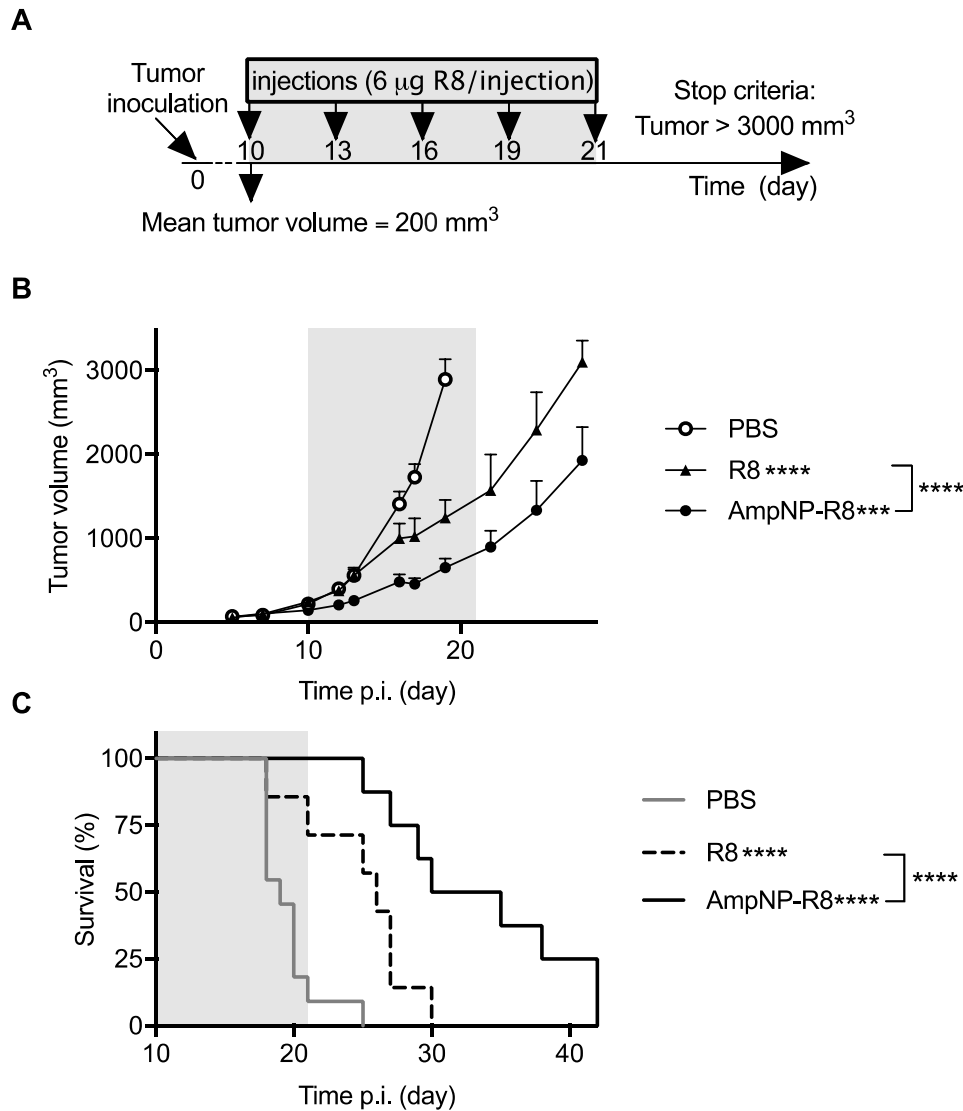 A
Tumor
inoculation
injections (6 μg R8/injection)
Stop criteria:
Tumor > 3000 mm³
10 13 16 19 21
0
Time (day)
Mean tumor volume = 200 mm³
B
Tumor volume (mm³)
3000
2000
1000
0
0 10 20
Time p.i. (day)
PBS
R8 ****
AmpNP-R8***
****
C
Survival (%)
100
75
50
25
0
10 20 30 40
Time p.i. (day)
PBS
R8 ****
AmpNP-R8****
****